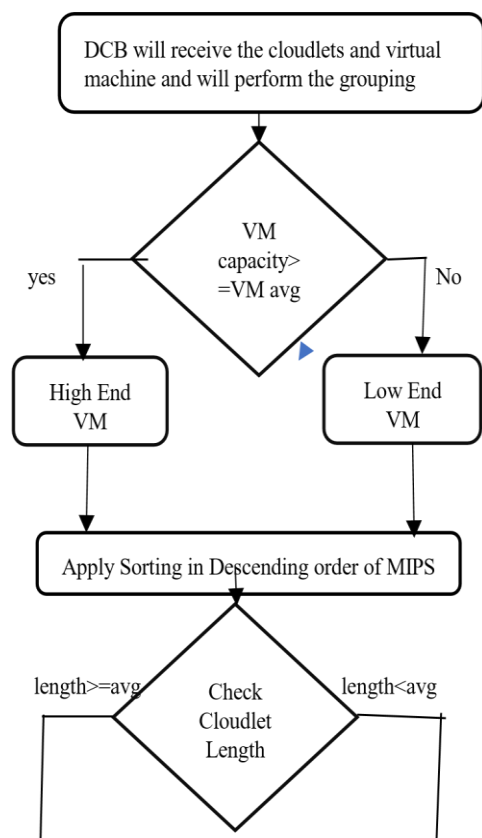 DCB will receive the cloudlets and virtual
machine and will perform the grouping
VM
capacity>
=VM avg
yes
No
High End
VM
Low End
VM
Apply Sorting in Descending order of MIPS
length>=avg
length<avg
Check
Cloudlet
Length